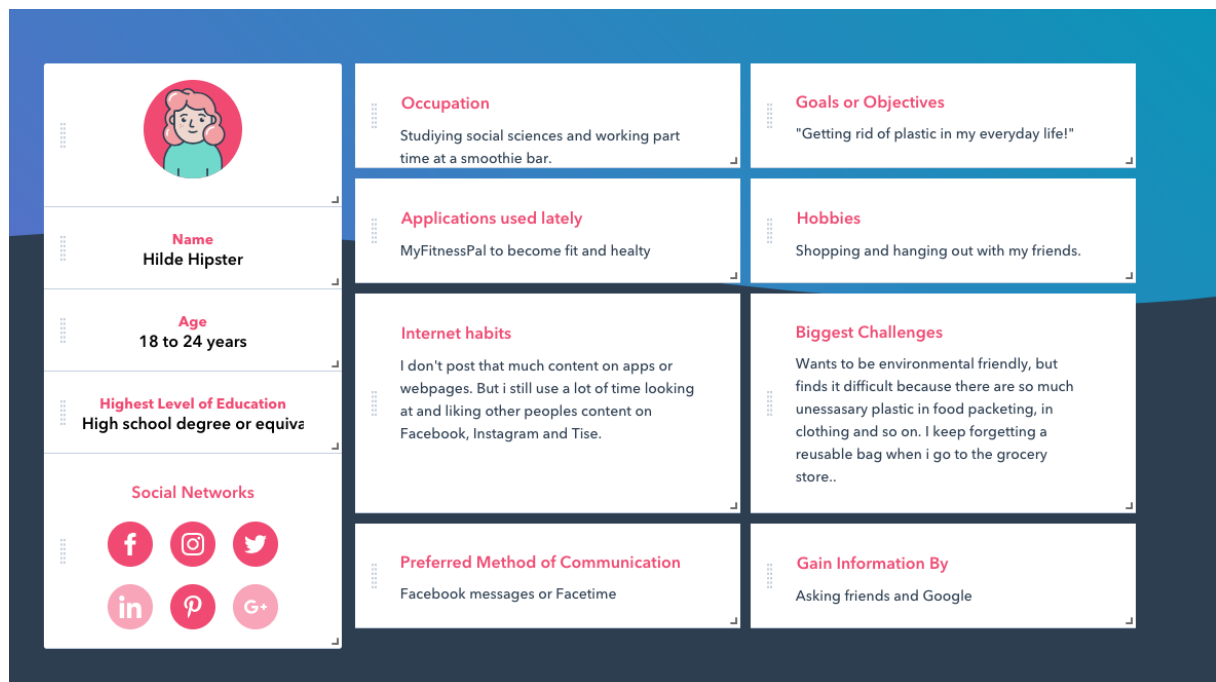 Name
Hilde Hipster
Age
18 to 24 years
Highest Level of Education
High school degree or equiva
Social Networks
f
in
G+
Occupation
Studiying social sciences and working part
time at a smoothie bar.
Applications used lately
MyFitnessPal to become fit and healty
Internet habits
I don't post that much content on apps or
webpages. But i still use a lot of time looking
at and liking other peoples content on
Facebook, Instagram and Tise.
Preferred Method of Communication
Facebook messages or Facetime
Goals or Objectives
"Getting rid of plastic in my everyday life!"
Hobbies
Shopping and hanging out with my friends.
Biggest Challenges
Wants to be environmental friendly, but
finds it difficult because there are so much
unessasary plastic in food packeting, in
clothing and so on. I keep forgetting a
reusable bag when i go to the grocery
store..
Gain Information By
Asking friends and Google